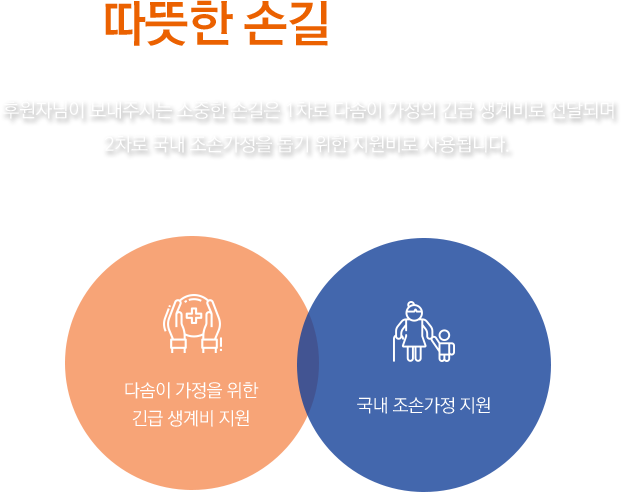 따뜻한 손길
후원자님이 보내주시는 소중한 손길은 1차로 다솜이 가정의 긴급 생계비로 전달되며
2차로 국내 조손가정을 돕기 위한 지원비로 사용됩니다.
다솜이 가정을 위한
긴급 생계비 지원
국내 조손가정 지원